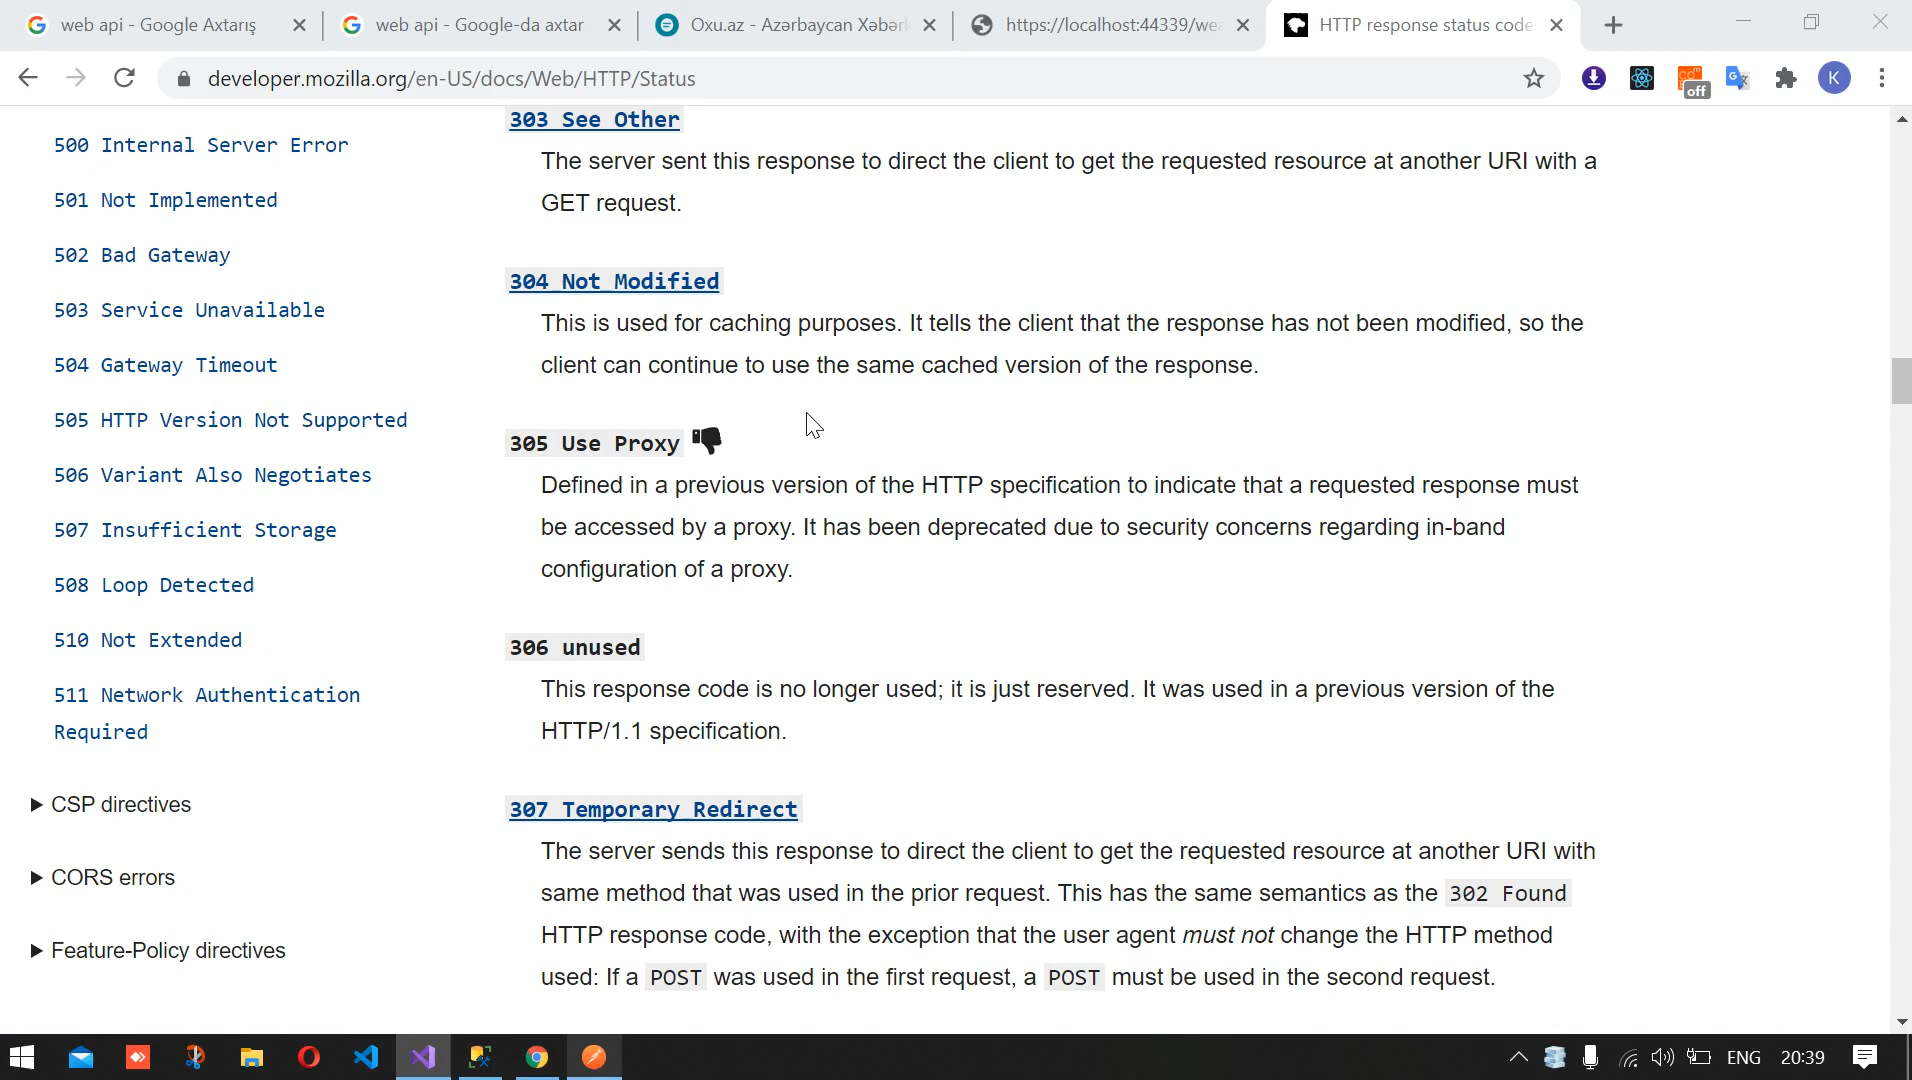 web api - Google Axtarış
web api - Google-da axtar
Oxu.az - Azərbaycan Xəbərl
https://localhost:44339/wea
HTTP response status code
developer.mozilla.org/en-US/docs/Web/HTTP/Status
off
K
500 Internal Server Error
501 Not Implemented
502 Bad Gateway
503 Service Unavailable
504 Gateway Timeout
505 HTTP Version Not Supported
506 Variant Also Negotiates
507 Insufficient Storage
508 Loop Detected
510 Not Extended
511 Network Authentication
Required
CSP directives
CORS errors
Feature-Policy directives
303 See Other
The server sent this response to direct the client to get the requested resource at another URI with a
GET request.
304 Not Modified
This is used for caching purposes. It tells the client that the response has not been modified, so the
client can continue to use the same cached version of the response.
305 Use Proxy
Defined in a previous version of the HTTP specification to indicate that a requested response must
be accessed by a proxy. It has been deprecated due to security concerns regarding in-band
configuration of a proxy.
306 unused
This response code is no longer used; it is just reserved. It was used in a previous version of the
HTTP/1.1 specification.
307 Temporary Redirect
The server sends this response to direct the client to get the requested resource at another URI with
same method that was used in the prior request. This has the same semantics as the 302 Found
HTTP response code, with the exception that the user agent must not change the HTTP method
used: If a POST was used in the first request, a POST must be used in the second request.
ENG
20:39